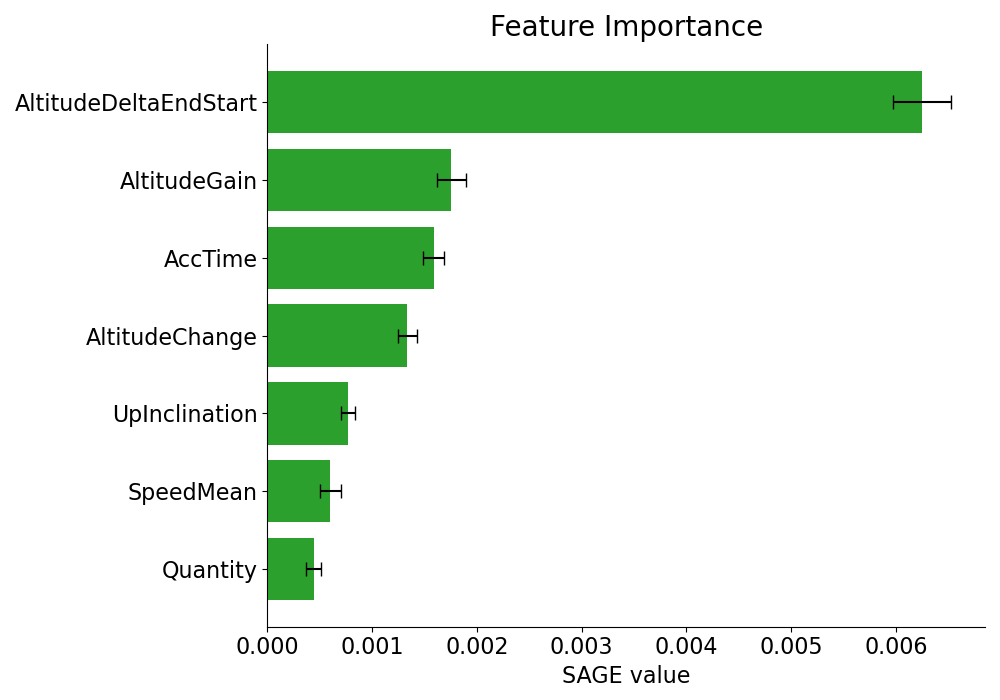 Feature Importance
AltitudeDeltaEndStart
AltitudeGain
AccTime
AltitudeChange
UpInclination
SpeedMean
Quantity
0.000 0.001 0.002 0.003 0.004 0.005 0.006
SAGE value